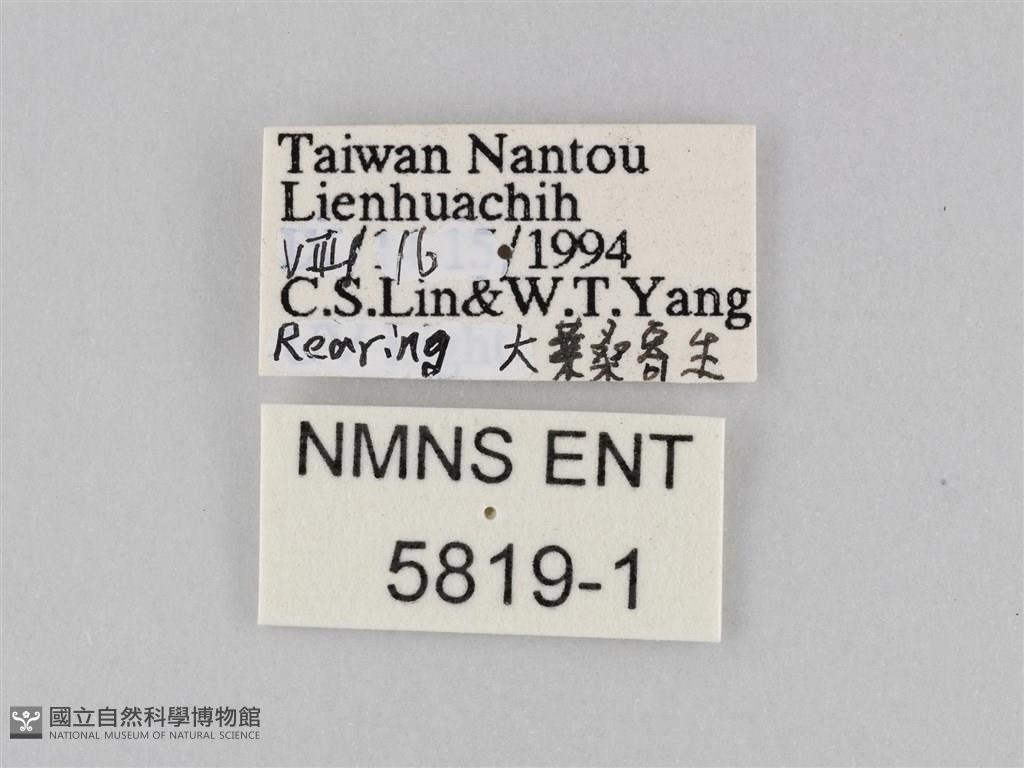 Taiwan Nantou
Lienhuachih
VIII/16/1994
C.S.Lin&W.T.Yang
Rearing 大葉桑寄生
NMNS ENT
5819-1
國立自然科學博物館
NATIONAL MUSEUM OF NATURAL SCIENCE